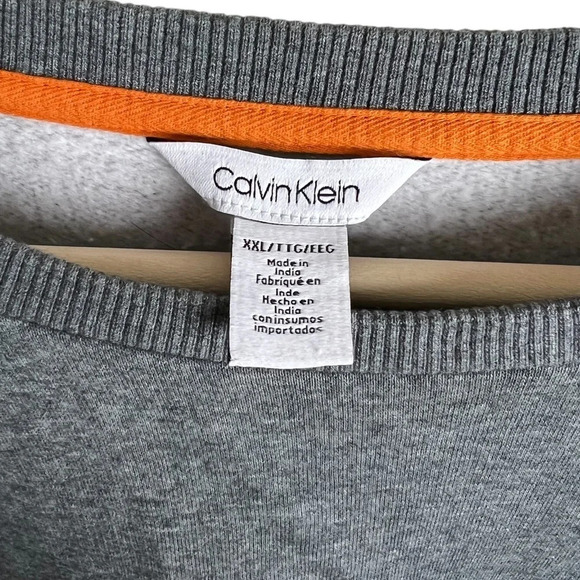 Calvin Klein
XXL/TTG/EEG
Made in
India
Fabriqué en
Inde
Hecho en
India
con insumos
importados